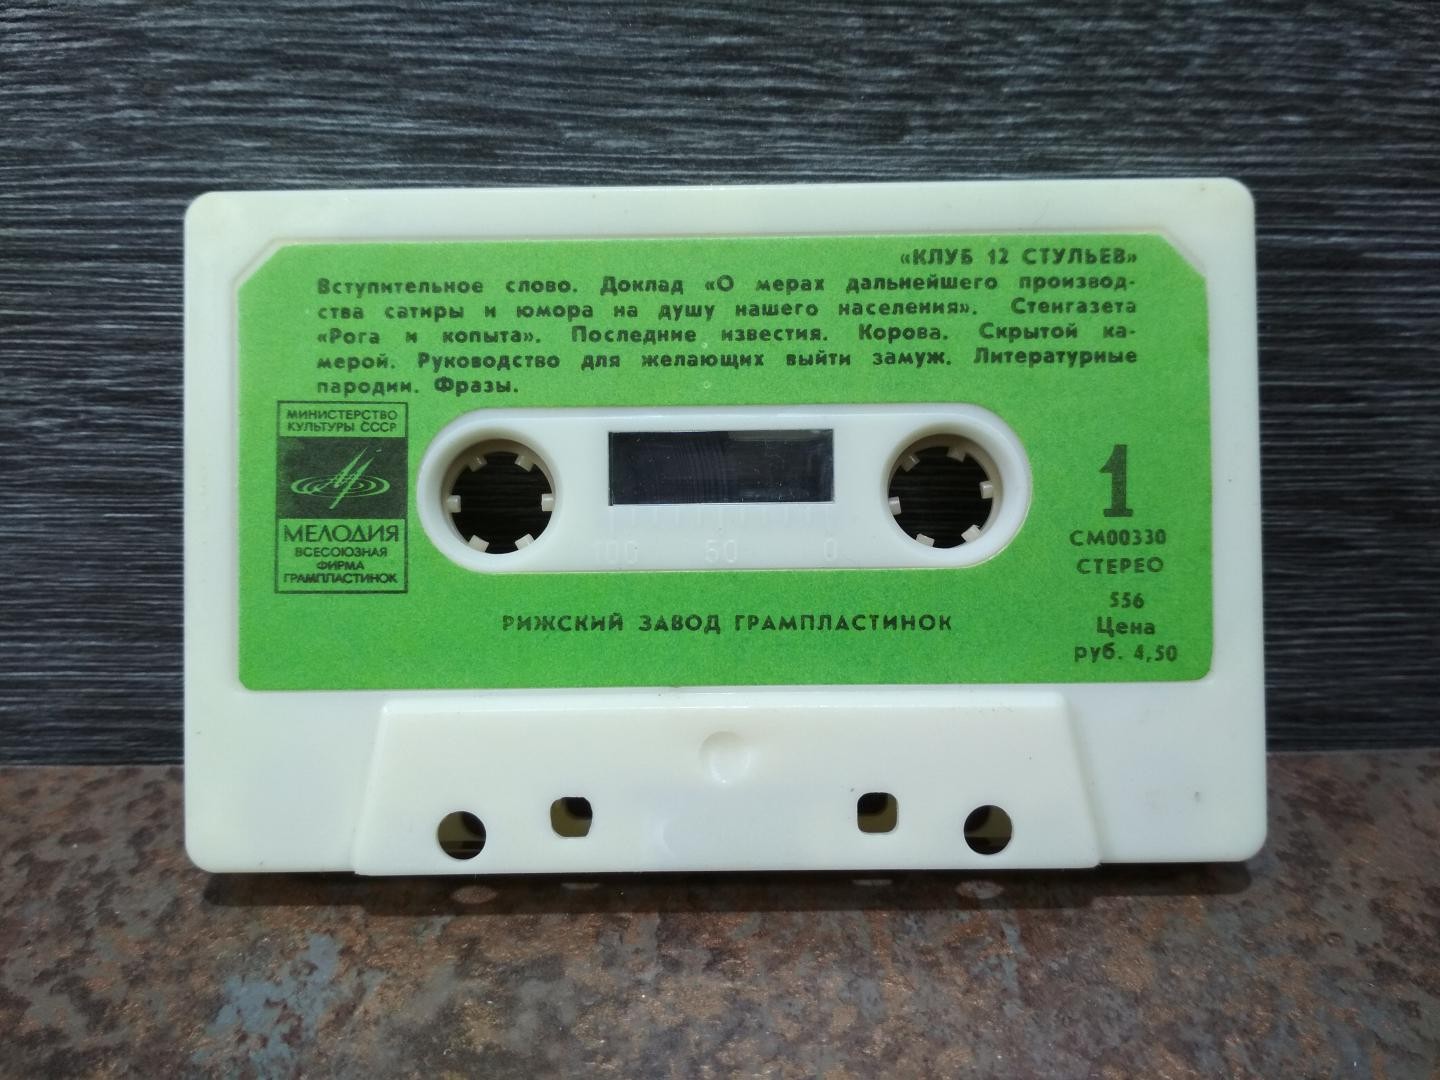 «КЛУБ 12 СТУЛЬЕВ»
Вступительное слово. Доклад «О мерах дальнейшего производ-
ства сатиры и юмора на душу нашего населения». Стенгазета
«Рога и копыта». Последние известия. Корова. Скрытой ка-
мерой. Руководство для желающих выйти замуж. Литературные
пародии. Фразы.
МИНИСТЕРСТВО
КУЛЬТУРЫ СССР
МЕЛОДИЯ
ВСЕСОЮЗНАЯ
ФИРМА
ГРАМПЛАСТИНОК
100 50 0
1
СМ00330
СТЕРЕО
556
Цена
руб. 4,50
РИЖСКИЙ ЗАВОД ГРАМПЛАСТИНОК